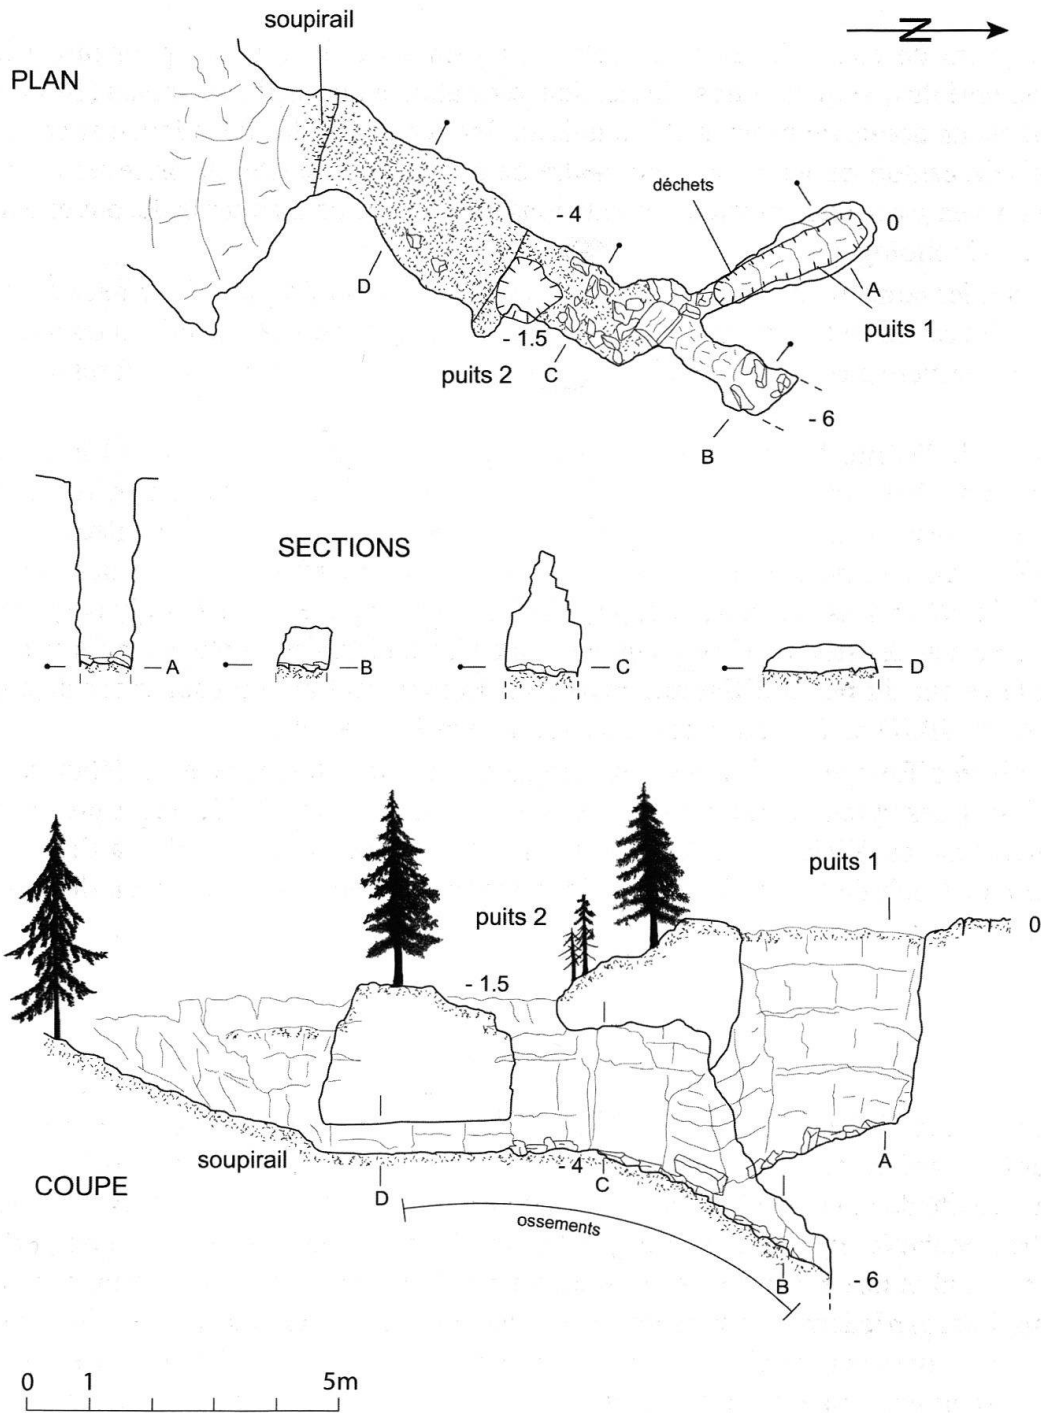 soupirail
N
PLAN
déchets
- 4
0
D
A
puits 1
- 1.5
puits 2
C
- 6
B
SECTIONS
A
B
C
D
puits 1
puits 2
0
- 1.5
soupirail
- 4
A
COUPE
D
C
ossements
B
- 6
0 1 5m